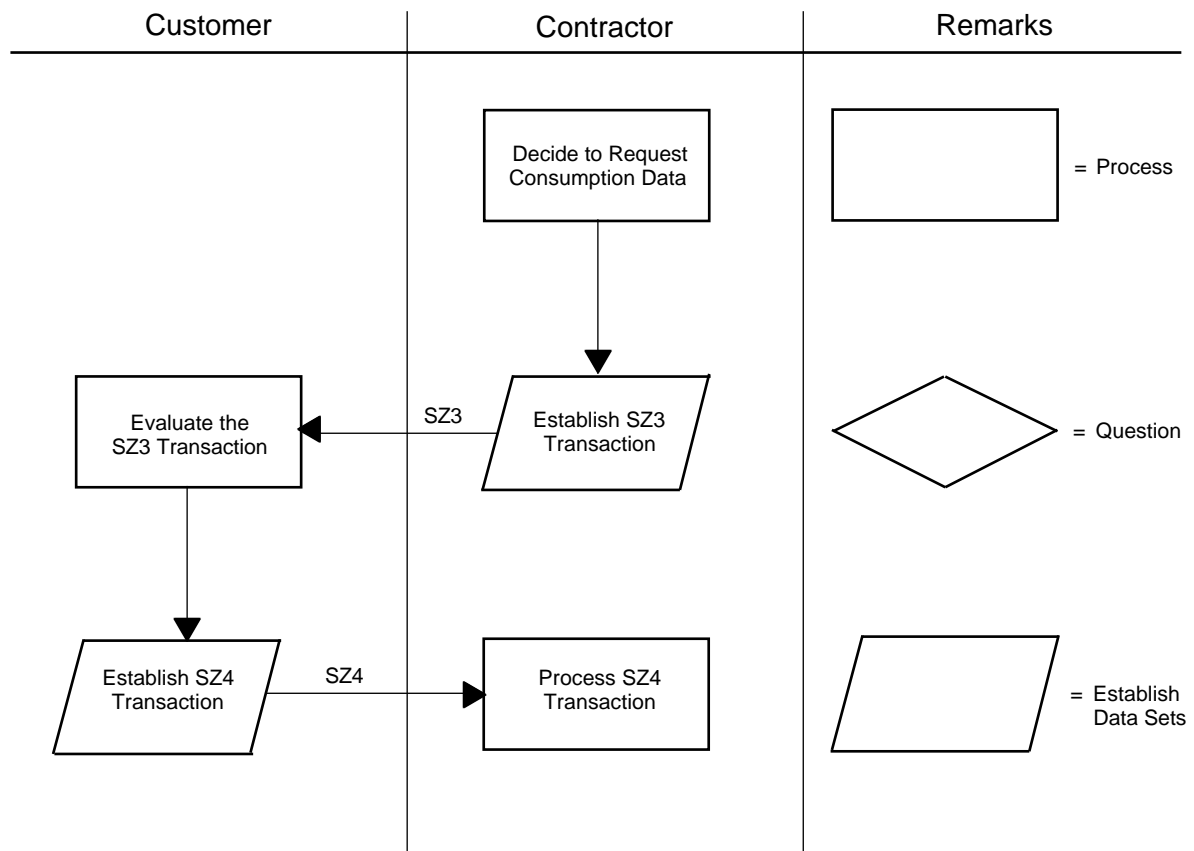 Customer
Contractor
Remarks
Decide to Request
Consumption Data
= Process
Evaluate the
SZ3 Transaction
SZ3
Establish SZ3
Transaction
= Question
Establish SZ4
Transaction
SZ4
Process SZ4
Transaction
= Establish
Data Sets